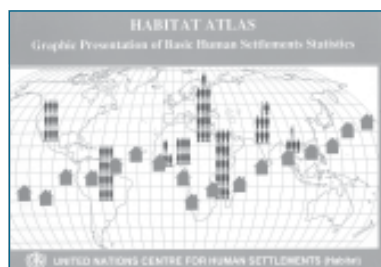 HABITAT ATLAS
Graphic Presentation of Basic Human Settlements Statistics
UNITED NATIONS CENTRE FOR HUMAN SETTLEMENTS (Habitat)